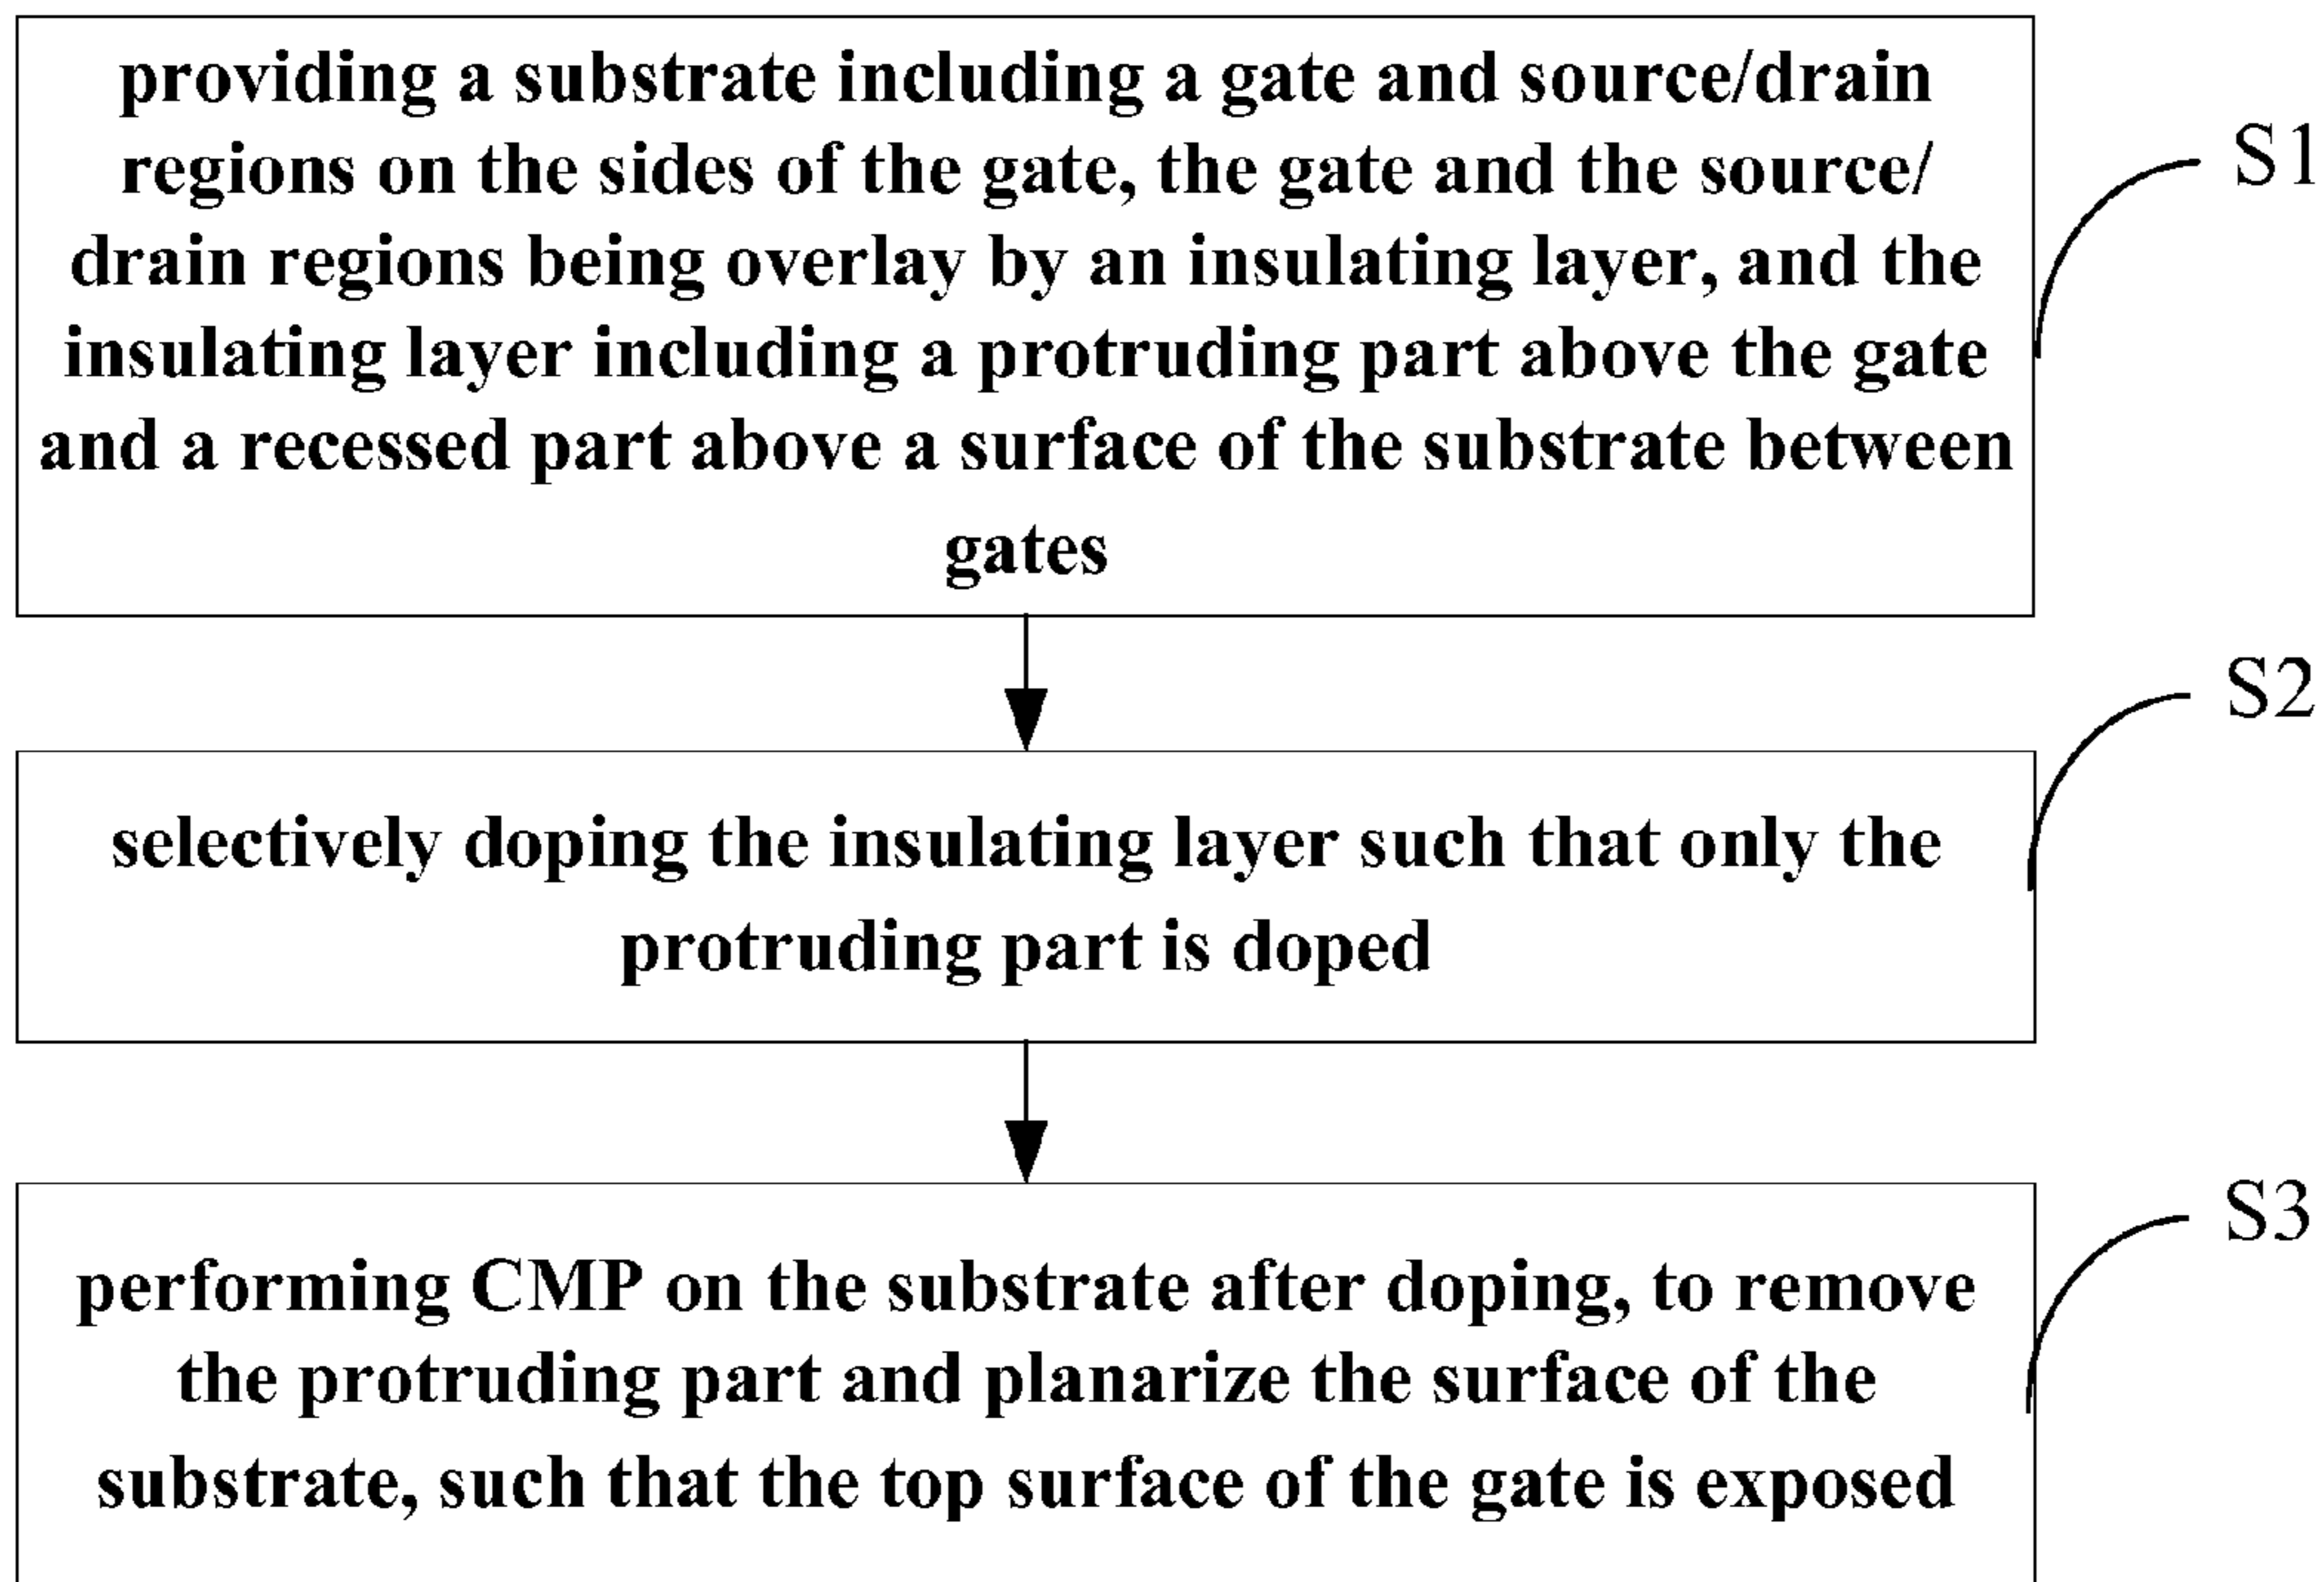 providing a substrate including a gate and source/drain
regions on the sides of the gate, the gate and the source/
drain regions being overlay by an insulating layer, and the
insulating layer including a protruding part above the gate
and a recessed part above a surface of the substrate between
gates
S1
selectively doping the insulating layer such that only the
protruding part is doped
S2
performing CMP on the substrate after doping, to remove
the protruding part and planarize the surface of the
substrate, such that the top surface of the gate is exposed
S3